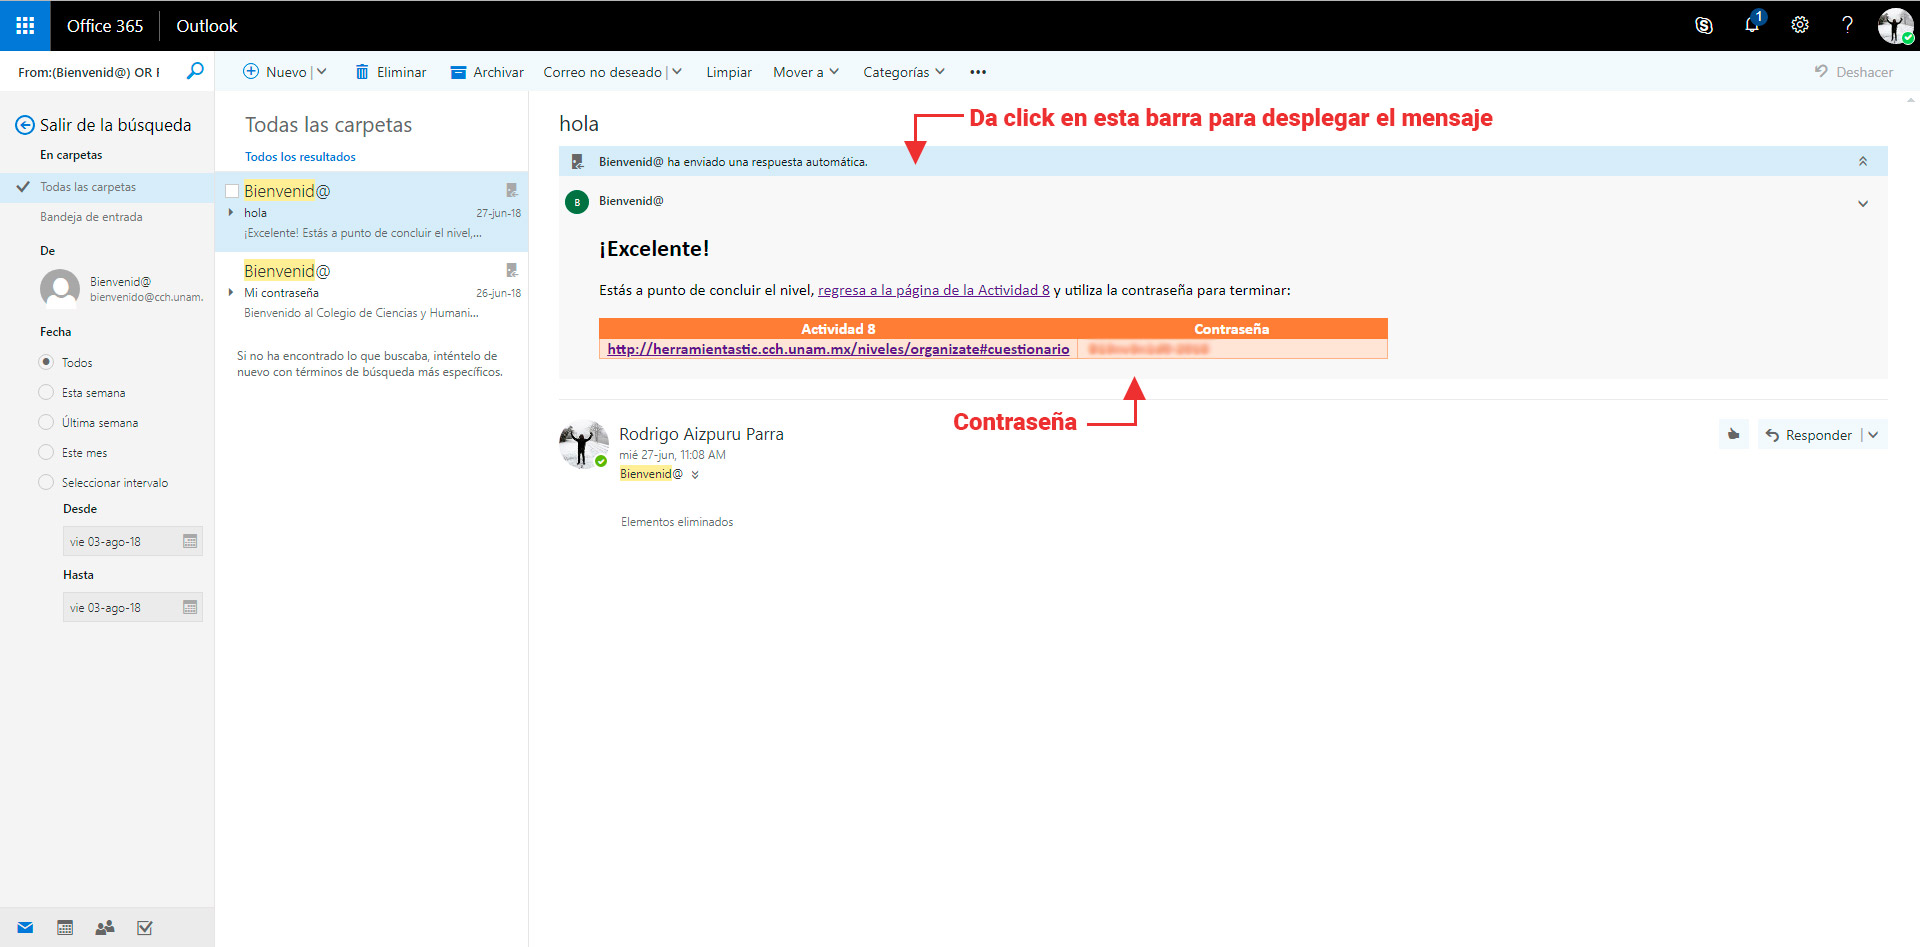 Office 365
Outlook
1
From:(Bienvenid@) OR
Nuevo
Eliminar
Archivar
Correo no deseado
Limpiar
Mover a
Categorías
Deshacer
Salir de la búsqueda
En carpetas
Todas las carpetas
Bandeja de entrada
De
Bienvenid@
bienvenido@cch.unam.
Fecha
Todos
Esta semana
Última semana
Este mes
Seleccionar intervalo
Desde
vie 03-ago-18
Hasta
vie 03-ago-18
Todas las carpetas
Todos los resultados
Bienvenid@
hola 27-jun-18
¡Excelente! Estás a punto de concluir el nivel,...
Bienvenid@
Mi contraseña 26-jun-18
Bienvenido al Colegio de Ciencias y Humani...
Si no ha encontrado lo que buscaba, inténtelo de
nuevo con términos de búsqueda más específicos.
hola
Da click en esta barra para desplegar el mensaje
Bienvenid@ ha enviado una respuesta automática.
B
Bienvenid@
¡Excelente!
Estás a punto de concluir el nivel, regresa a la página de la Actividad 8 y utiliza la contraseña para terminar:
Actividad 8 Contraseña
http://herramientastic.cch.unam.mx/niveles/organizate#cuestionario
Contraseña
Rodrigo Aizpuru Parra
mié 27-jun, 11:08 AM
Bienvenid@
Responder
Elementos eliminados